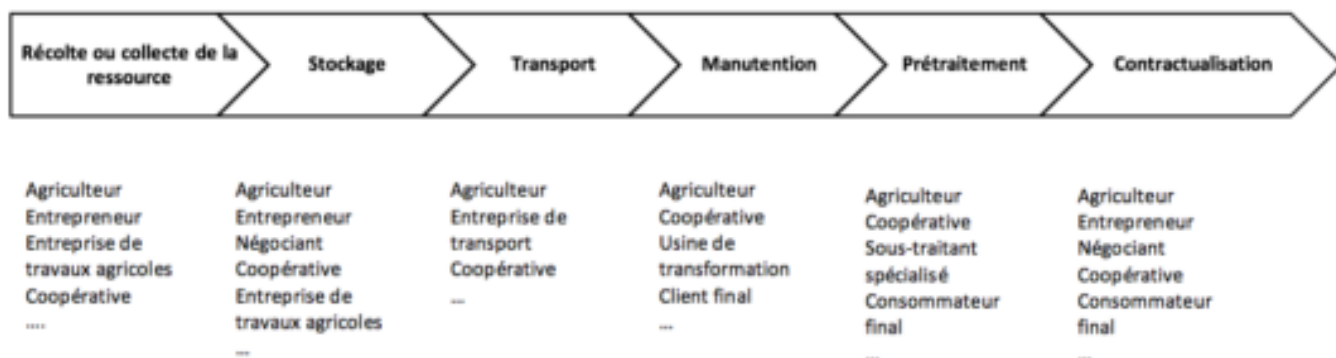 Récolte ou collecte de la
ressource
Stockage
Transport
Manutention
Prétraitement
Contractualisation
Agriculteur
Entrepreneur
Entreprise de
travaux agricoles
Coopérative
....
Agriculteur
Entrepreneur
Négociant
Coopérative
Entreprise de
travaux agricoles
...
Agriculteur
Entreprise de
transport
Coopérative
...
Agriculteur
Coopérative
Usine de
transformation
Client final
...
Agriculteur
Coopérative
Sous-traitant
spécialisé
Consommateur
final
...
Agriculteur
Entrepreneur
Négociant
Coopérative
Consommateur
final
...